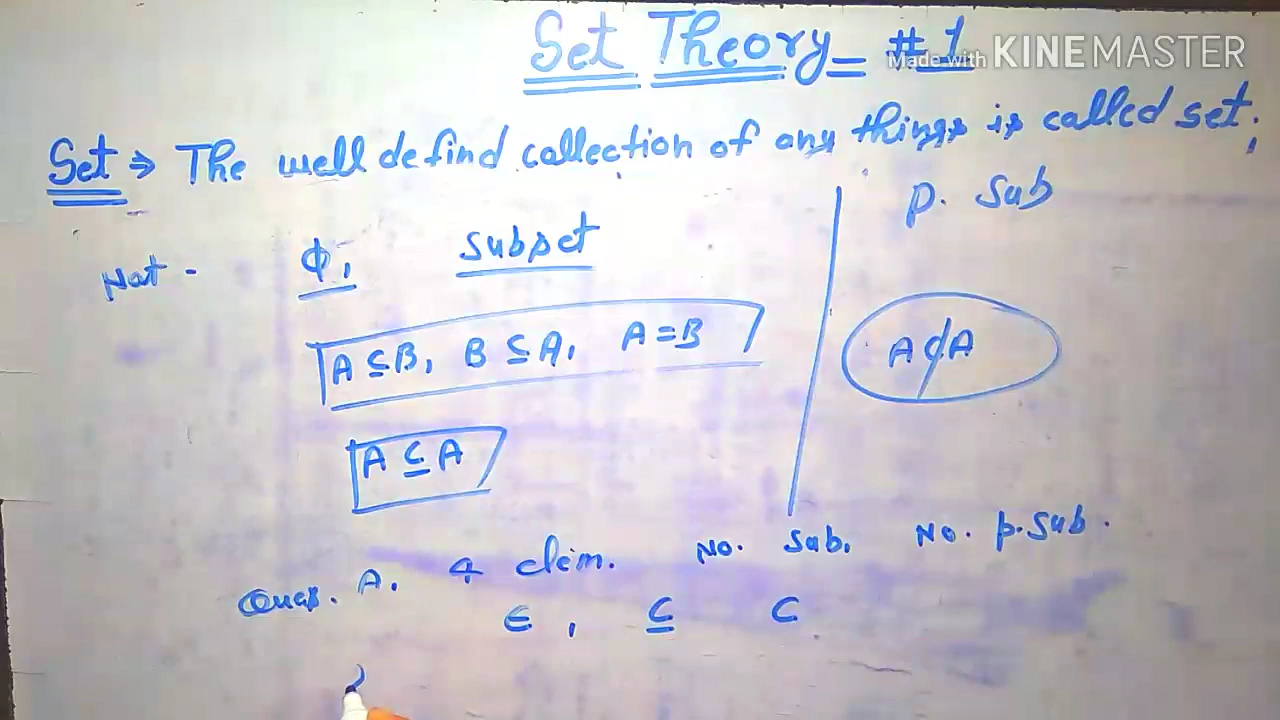 Set Theory = #1
Made with KINEMASTER
Set ⇒ The well defind collection of any things is called set.
P. Sub
Not - ϕ, subset
A ⊆ B, B ⊆ A, A = B
A ⊄ A
A ⊆ A
Ques. A. 4 elem. No. Sub. No. p.sub.
∈ , ⊆ ⊂